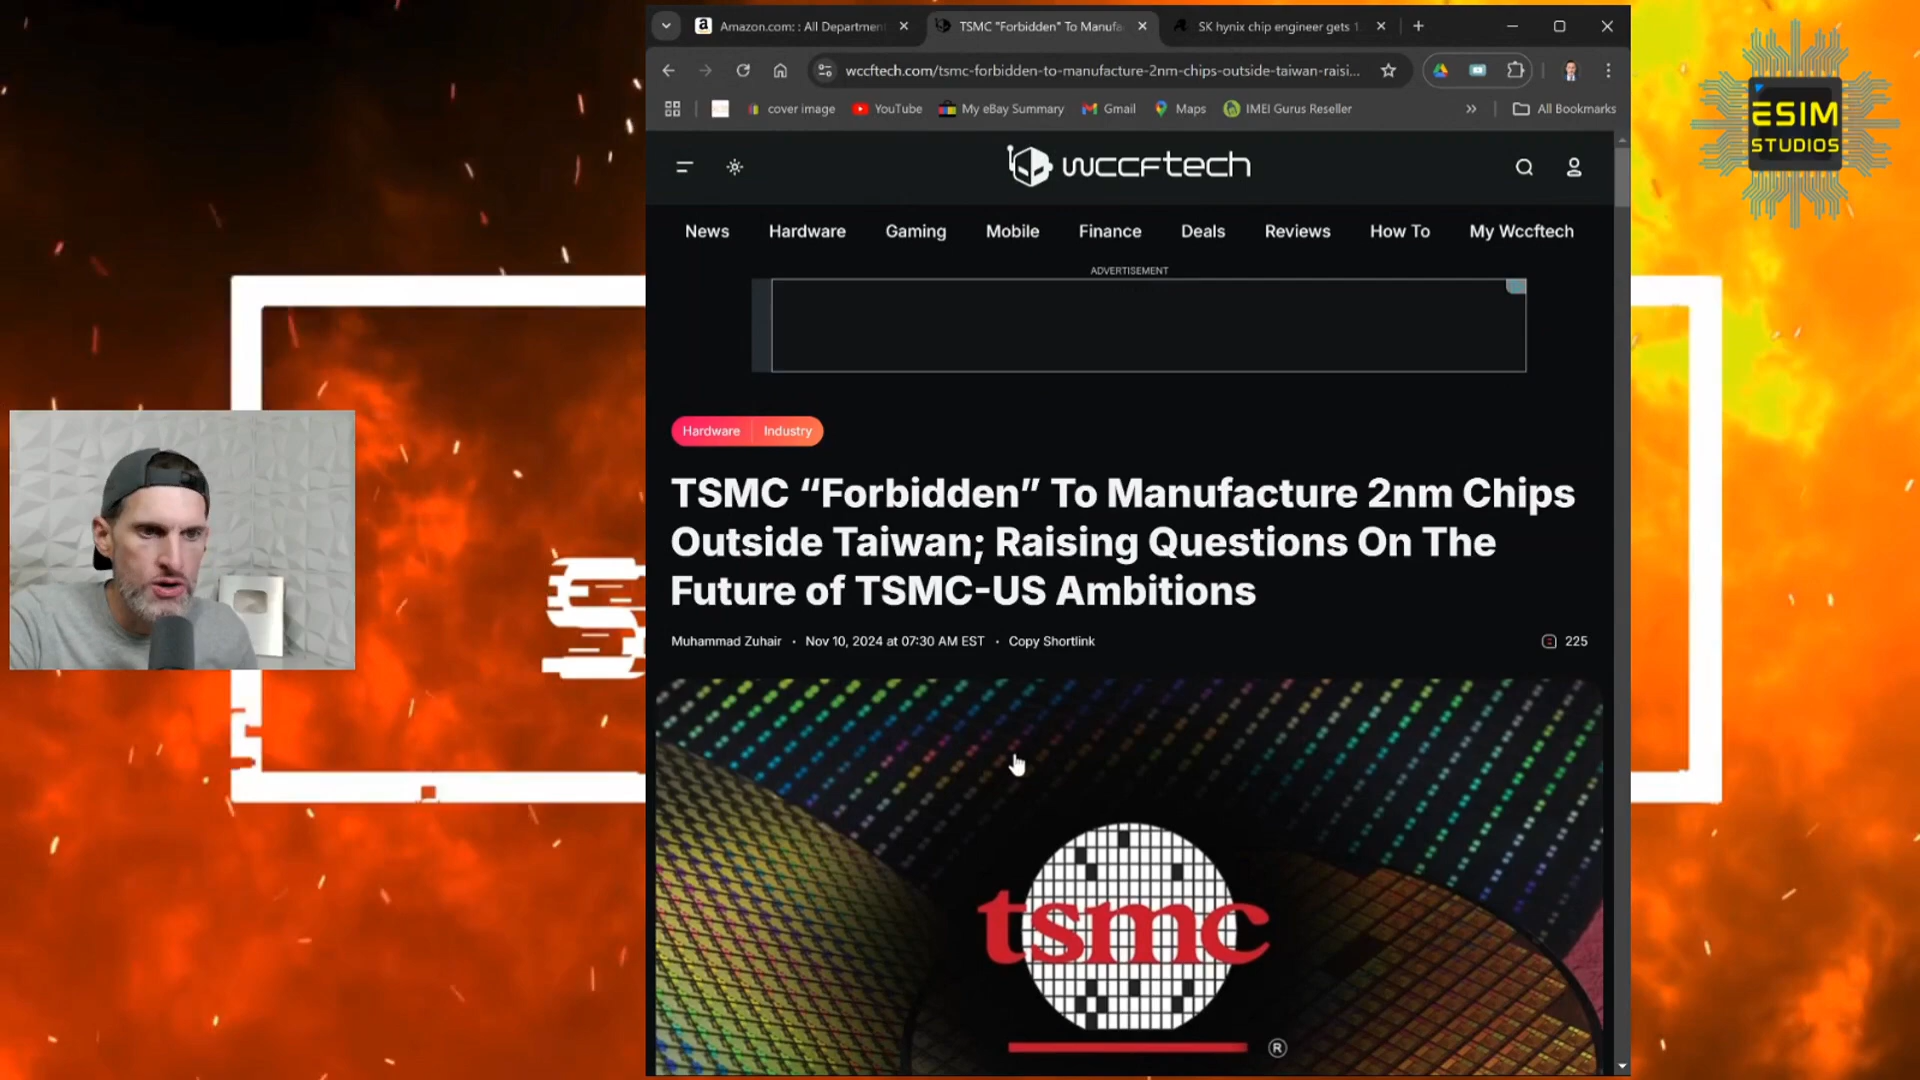 Amazon.com: : All Departmen
TSMC "Forbidden" To Manufa
SK hynix chip engineer gets 1
wccftech.com/tsmc-forbidden-to-manufacture-2nm-chips-outside-taiwan-raisi...
cover image
YouTube
My eBay Summary
Gmail
Maps
IMEI Gurus Reseller
»
All Bookmarks
ESIM
STUDIOS
wccftech
News Hardware Gaming Mobile Finance Deals Reviews How To My Wccftech
ADVERTISEMENT
Hardware Industry
TSMC “Forbidden” To Manufacture 2nm Chips
Outside Taiwan; Raising Questions On The
Future of TSMC-US Ambitions
Muhammad Zuhair • Nov 10, 2024 at 07:30 AM EST • Copy Shortlink
225
tsmc
®